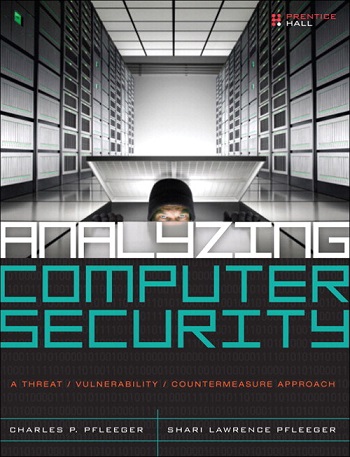 PRENTICE
HALL
ANALYZING
COMPUTER
SECURITY
A THREAT / VULNERABILITY / COUNTERMEASURE APPROACH
CHARLES P. PFLEEGER
SHARI LAWRENCE PFLEEGER